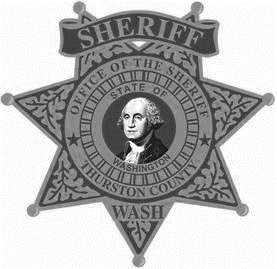 SHERIFF
OFFICE OF THE SHERIFF
STATE OF
WASHINGTON
THURSTON COUNTY
WASH